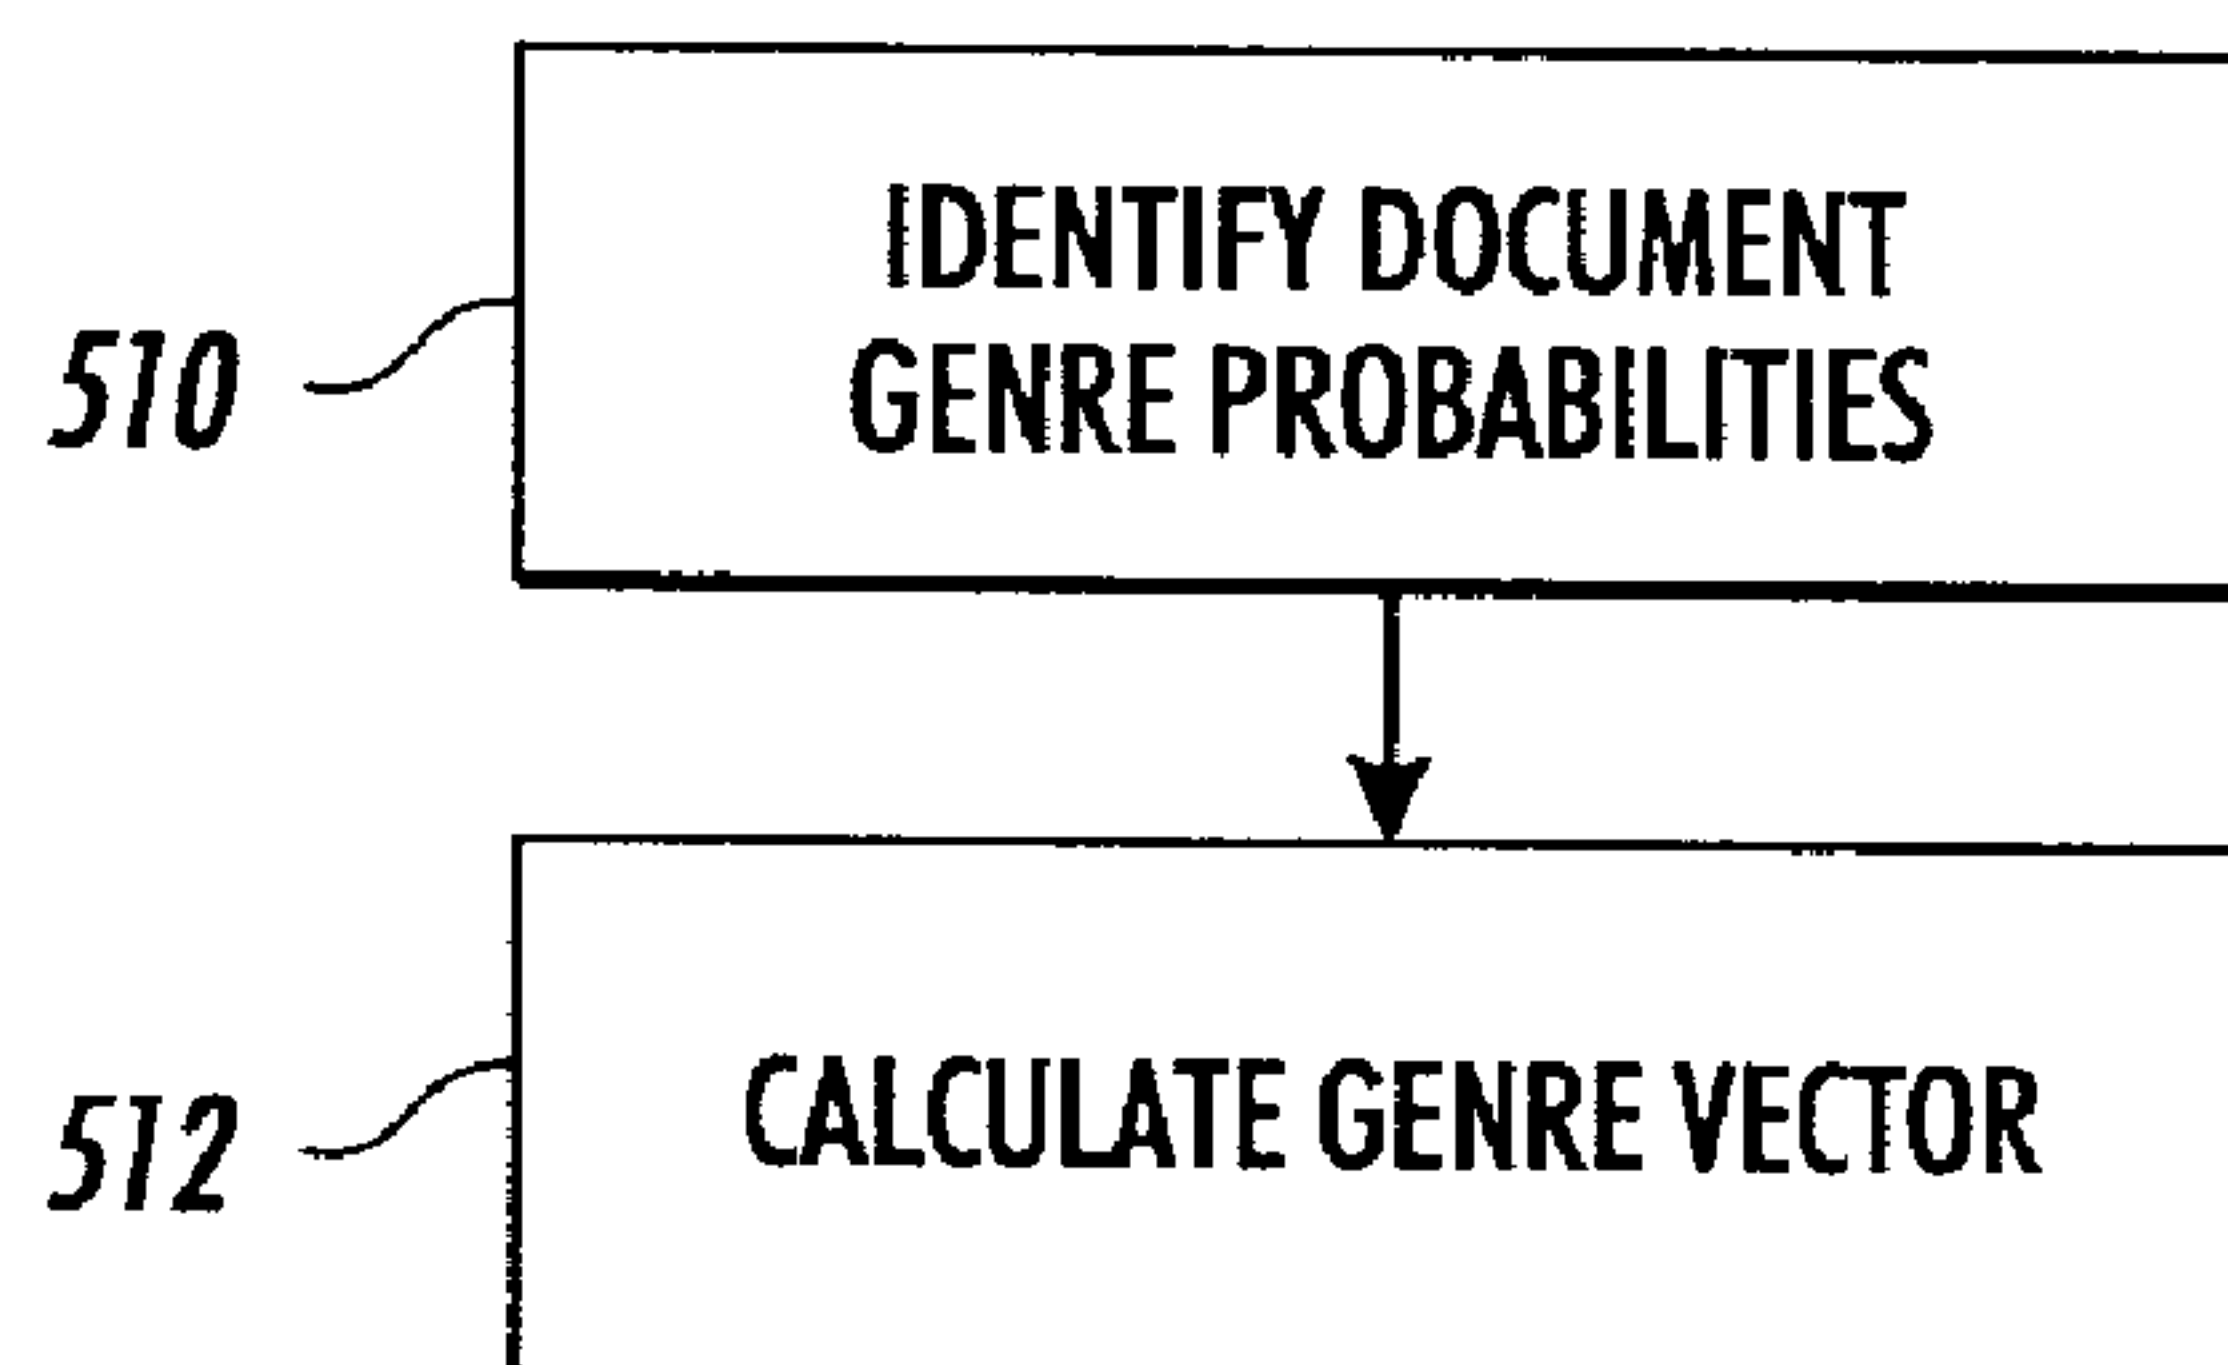 IDENTIFY DOCUMENT
GENRE PROBABILITIES
510
CALCULATE GENRE VECTOR
512